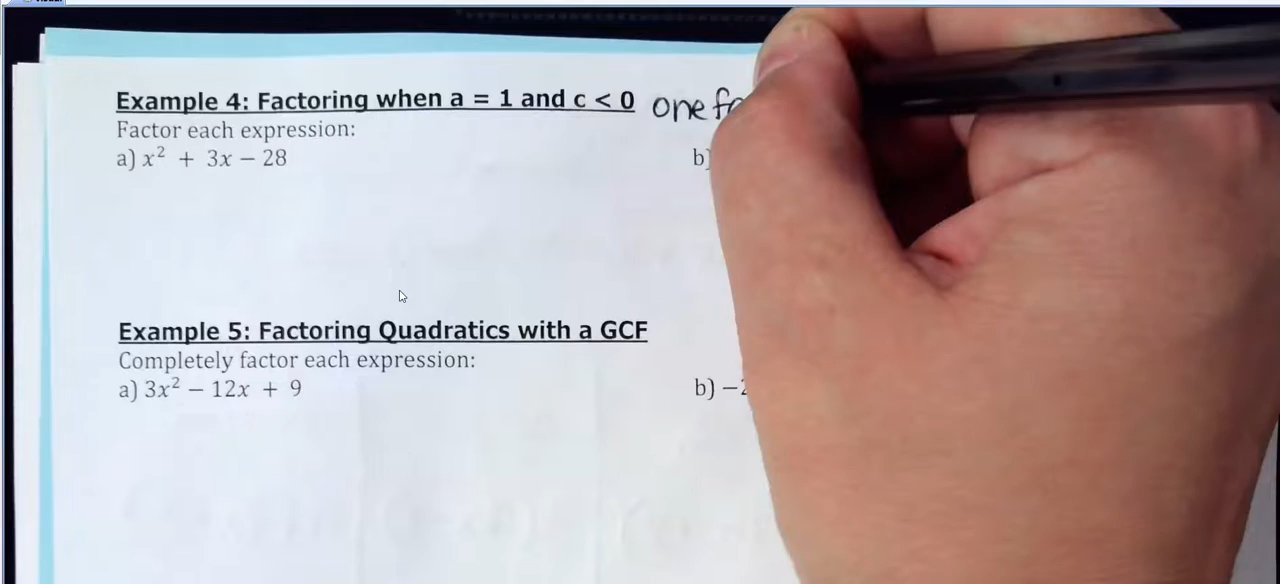 Example 4: Factoring when a = 1 and c < 0 one
Factor each expression:
a) x² + 3x − 28
b)
Example 5: Factoring Quadratics with a GCF
Completely factor each expression:
a) 3x² − 12x + 9
b) −